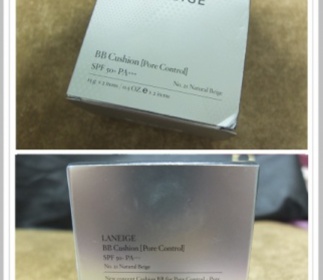 BB Cushion [Pore Control]
SPF 50+ PA+++
No. 21 Natural Beige
LANEIGE
BB Cushion [Pore Control]
SPF 50+ PA+++
No. 21 Natural Beige